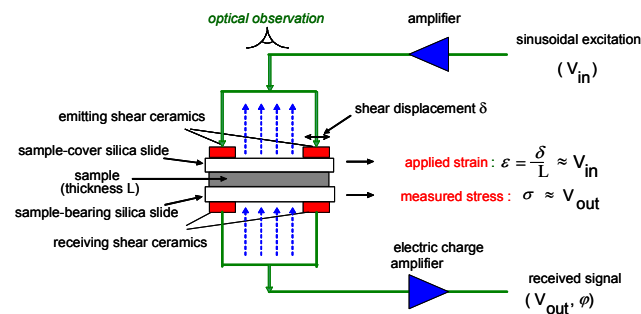 optical observation
amplifier
sinusoidal excitation
( V_in )
emitting shear ceramics
shear displacement δ
sample-cover silica slide
sample
(thickness L)
sample-bearing silica slide
applied strain : ε = δ/L ≈ V_in
measured stress : σ ≈ V_out
receiving shear ceramics
electric charge
amplifier
received signal
( V_out , φ)